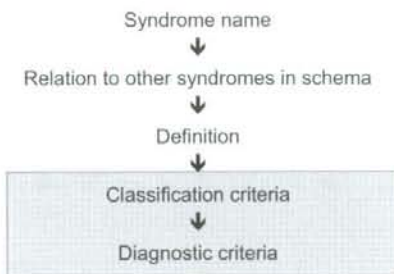 Syndrome name
Relation to other syndromes in schema
Definition
Classification criteria
Diagnostic criteria